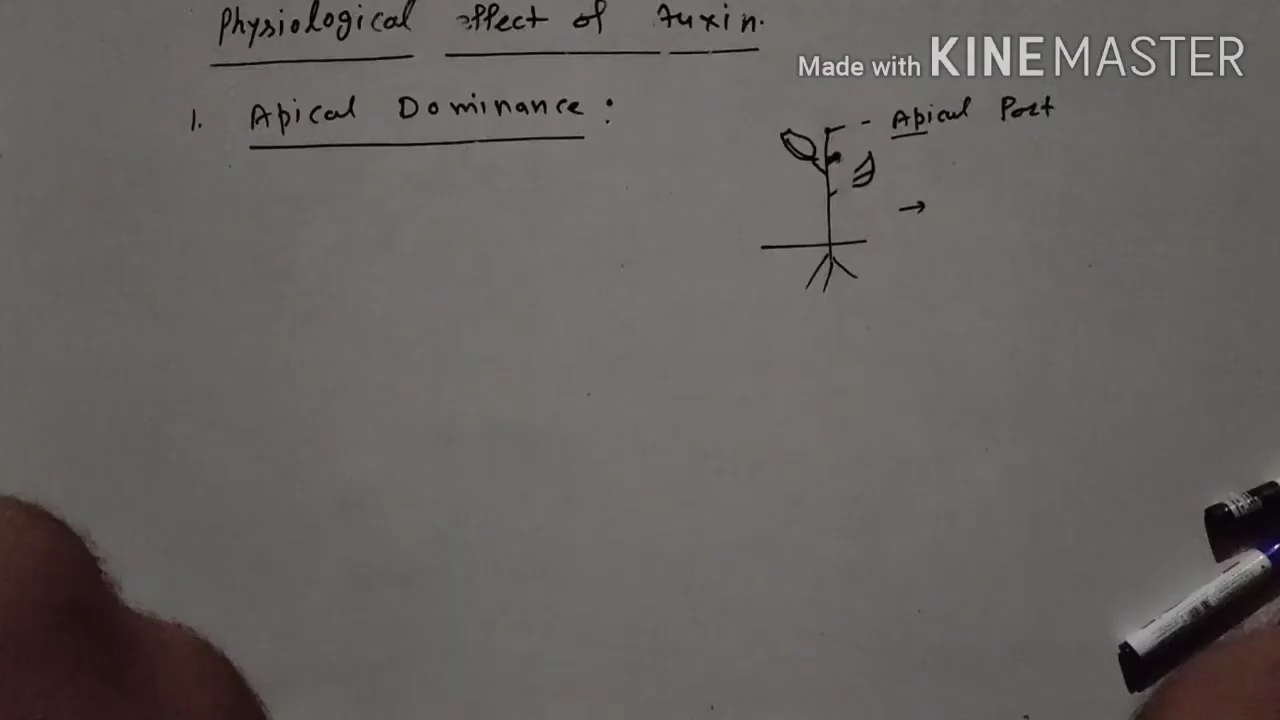 Physiological effect of Auxin.
Made with KINEMASTER
1. Apical Dominance :
- Apical Part